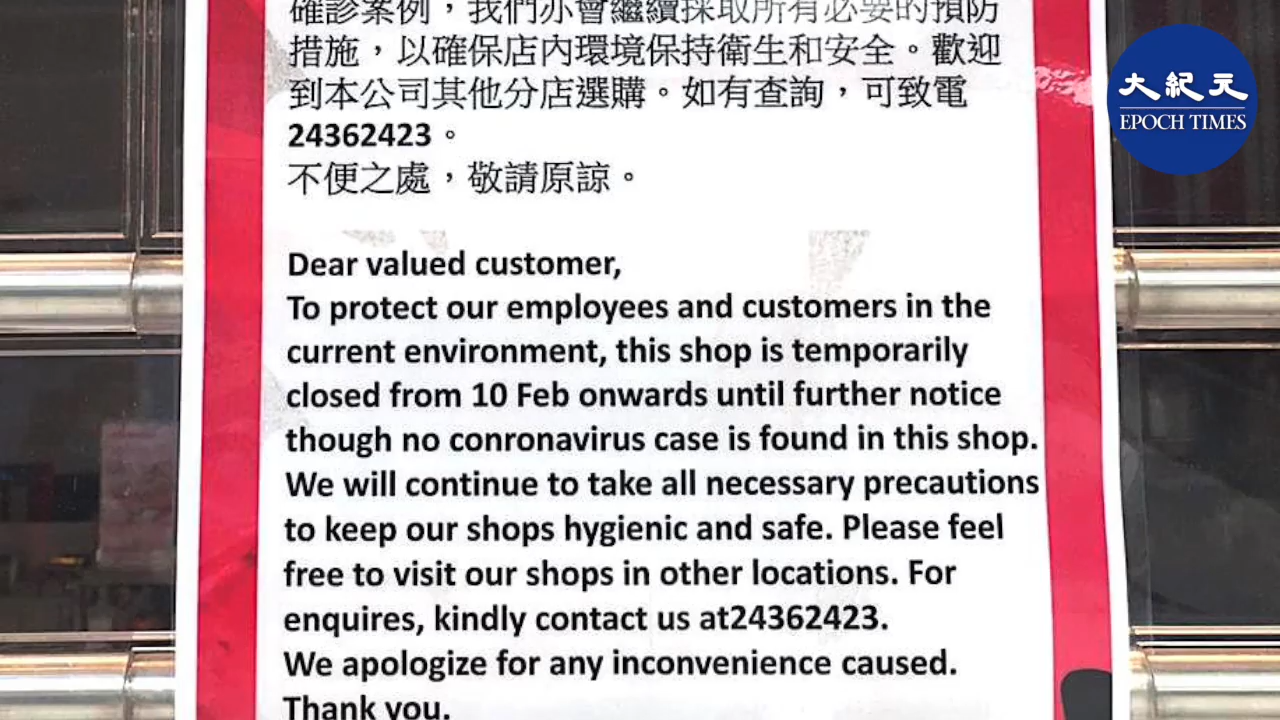 確診案例，我們亦會繼續採取所有必要的預防
措施，以確保店內環境保持衛生和安全。歡迎
到本公司其他分店選購。如有查詢，可致電
24362423。
不便之處，敬請原諒。
Dear valued customer,
To protect our employees and customers in the
current environment, this shop is temporarily
closed from 10 Feb onwards until further notice
though no conronavirus case is found in this shop.
We will continue to take all necessary precautions
to keep our shops hygienic and safe. Please feel
free to visit our shops in other locations. For
enquires, kindly contact us at24362423.
We apologize for any inconvenience caused.
Thank you.
大紀元
EPOCH TIMES